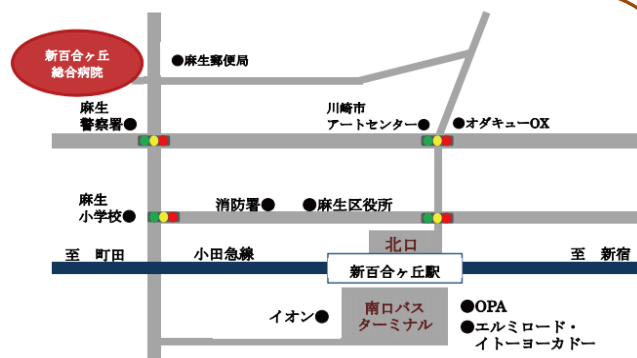 新百合ヶ丘
総合病院
●麻生郵便局
麻生
警察署●
川崎市
アートセンター●
●オダキューOX
麻生
小学校●
消防署●
●麻生区役所
北口
至 町田
小田急線
至 新宿
新百合ヶ丘駅
南口バス
ターミナル
イオン●
●OPA
●エルミロード・
イトーヨーカドー